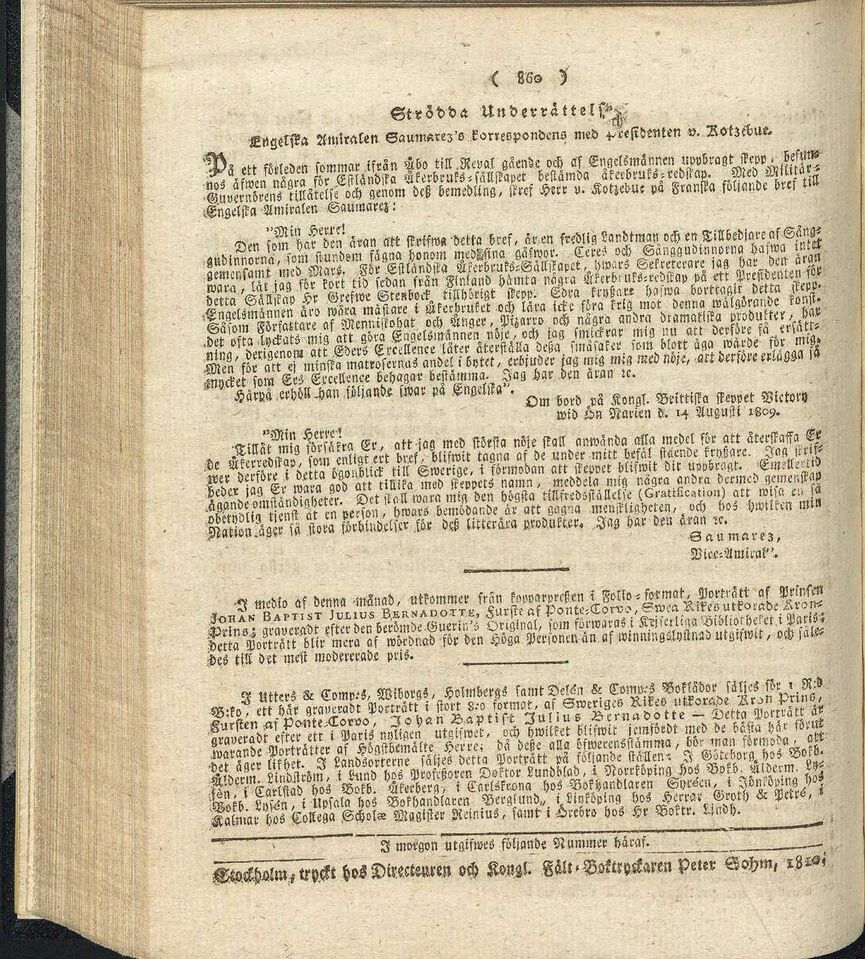 ( 860 )
Strödda Underrättels
Engelska Amiralen Saumarez's korrespondens med Presidenten v. Kotzebue.
På ett förleden sommar ifrån Åbo till Reval gående och af Engelsmännen uppbragt skepp, befun-
nos äfwen några för Estländska Åkerbruks-sällskapet bestämda åkerbruks-redskap. Med Militär-
Guvernörens tillåtelse och genom deß bemedling, skref Herr v. Kotzebue på Franska följande bref till
Engelska Amiralen Saumarez:
"Min Herre!
Den som har den äran att skrifwa detta bref, är en fredlig Landtman och en Tillbedjare af Sång-
gudinnorna, som stundom fägna honom med sina gåfwor. Ceres och Sånggudinnorna hafwa intet
gemensamt med Mars. För Estländska Åkerbruks-Sällskapet, hwars Sekreterare jag har den äran
wara, låt jag för kort tid sedan från Finland hämta några Åkerbruks-redskap på ett Presidenten för
detta Sällskap Hr Grefwe Stenbock tillhörigt skepp. Edra kryßare hafwa borttagit detta skepp.
Engelsmännen äro wåra mästare i Åkerbruket och lära icke föra krig mot denna wälgörande konst.
Såsom Författare af Menniskohat och Ånger, Pizarro och några andra dramatiska produkter, har
det ofta lyckats mig att göra Engelsmännen nöje, och jag smickrar mig nu att derföre få ersätt-
ning, derigenom att Eders Excellence låter återställa deßa småsaker som blott äga wärde för mig.
Men för att ej minska matrosernas andel i bytet, erbjuder jag mig mig med nöje, att derföre erlägga så
mycket som Ers Excellence behagar bestämma. Jag har den äran ꝛc.
Härpå erhöll han följande swar på Engelska".
Om bord på Kongl. Brittiska skeppet Victory
wid ön Narien d. 14 Augusti 1809.
"Min Herre!
Tillåt mig försäkra Er, att jag med största nöje skall anwända alla medel för att återskaffa Er
de Åkerredskap, som enligt ert bref, blifwit tagna af de under mitt befäl stående kryßare. Jag skrif-
wer derföre i detta ögonblick till Swerige, i förmodan att skeppet blifwit dit uppbragt. Emellertid
beder jag Er wara god att tillika med skeppets namn, meddela mig några andra dermed gemenskap
ägande omständigheter. Det skall wara mig den högsta tillfredsställelse (Gratification) att wisa en så
obetydlig tjenst åt en person, hwars bemödande är att gagna menskligheten, och hos hwilken min
Nation äger så stora förbindelser för deß litterära produkter. Jag har den äran ꝛc.
Saumarez,
Vice-Amiral".
I medio af denna månad, utkommer från kopparpreßen i Folio-format, Porträtt af Prinsen
JOHAN BAPTIST JULIUS BERNADOTTE, Furste af Ponte-Corvo, Swea Rikes utkorade Kron-
Prins; graveradt efter den berömde Guerin's Original, som förwaras i Kejserliga Bibliotheket i Paris;
detta Porträtt blir mera af wördnad för den Höga Personen än af winningslystnad utgifwit, och såle-
des till det mest modererade pris.
I Utters & Comp:s, Wiborgs, Holmbergs samt Delén & Comp:s Boklådor säljes för 1 R:d
B:ko, ett här graveradt Porträtt i stort 8:o format, af Sweriges Rikes utkorade Kron Prins,
Fursten af Ponte-Corvo, Johan Baptist Julius Bernadotte — Detta Porträtt är
graveradt efter ett i Paris nyligen utgifwet, och hwilket blifwit jemfördt med de bästa här förut
warande Porträtter af Högstbemälte Herre; då deße alla öfwerensstämma, bör man förmoda, att
det äger likhet. I Landsorterne säljes detta Porträtt på följande ställen: I Göteborg hos Bokb.
Ålderm. Lindström, i Lund hos Profeßoren Doktor Lundblad, i Norrköping hos Bokb. Ålderm. Ly-
sén, i Carlstad hos Bokb. Åkerberg, i Carlskrona hos Bokhandlaren Syrsén, i Jönköping hos
Bokb. Lysén, i Upsala hos Bokhandlaren Berglund, i Linköping hos Herrar Groth & Petre, i
Kalmar hos Collega Scholæ Magister Reinius, samt i Örebro hos Hr Boktr. Lindh.
I morgon utgifwes följande Nummer häraf.
Stockholm, tryckt hos Directeuren och Kongl. Fält-Boktryckaren Peter Sohm, 1810.